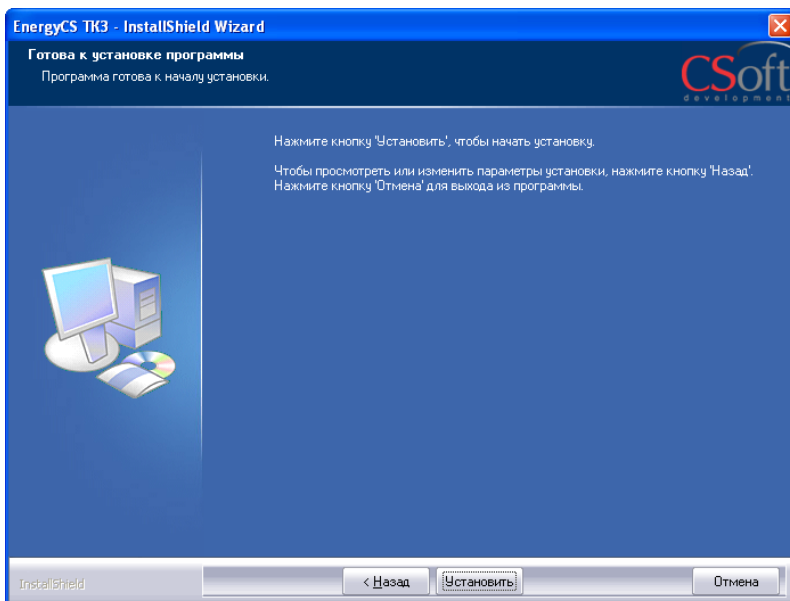 EnergyCS ТКЗ - InstallShield Wizard
Готова к установке программы
Программа готова к началу установки.
CSoft
development
Нажмите кнопку 'Установить', чтобы начать установку.
Чтобы просмотреть или изменить параметры установки, нажмите кнопку 'Назад'.
Нажмите кнопку 'Отмена' для выхода из программы.
InstallShield
< Назад
Установить
Отмена